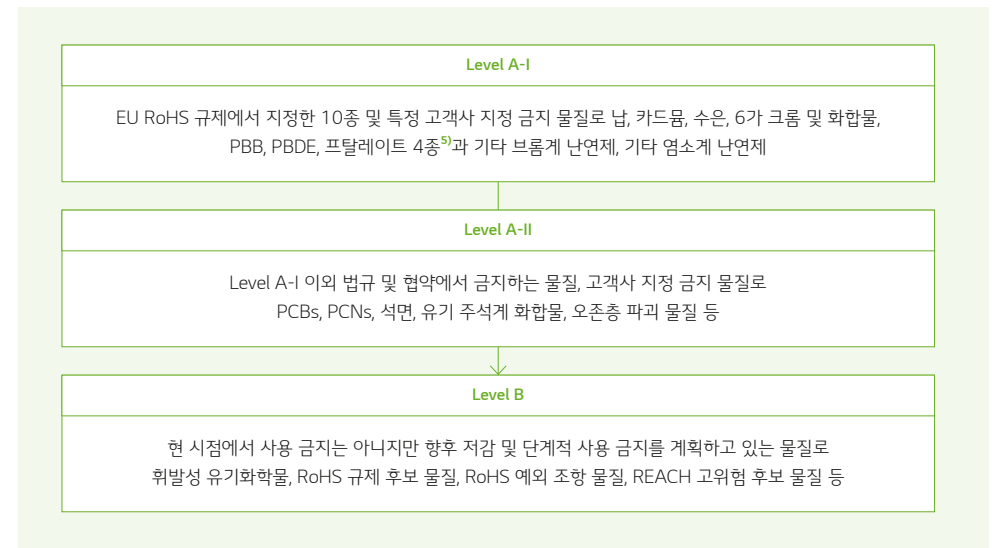 Level A-I
EU RoHS 규제에서 지정한 10종 및 특정 고객사 지정 금지 물질로 납, 카드뮴, 수은, 6가 크롬 및 화합물,
PBB, PBDE, 프탈레이트 4종5)과 기타 브롬계 난연제, 기타 염소계 난연제
Level A-II
Level A-I 이외 법규 및 협약에서 금지하는 물질, 고객사 지정 금지 물질로
PCBs, PCNs, 석면, 유기 주석계 화합물, 오존층 파괴 물질 등
Level B
현 시점에서 사용 금지는 아니지만 향후 저감 및 단계적 사용 금지를 계획하고 있는 물질로
휘발성 유기화학물, RoHS 규제 후보 물질, RoHS 예외 조항 물질, REACH 고위험 후보 물질 등